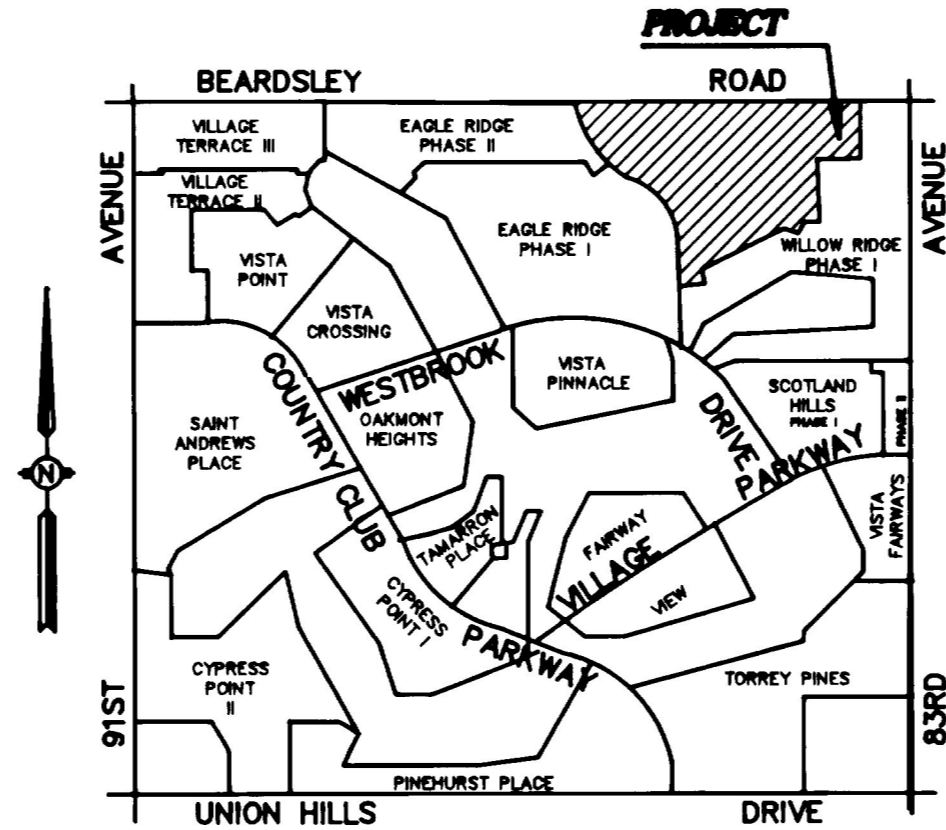 PROJECT
BEARDSLEY ROAD
VILLAGE
TERRACE III
EAGLE RIDGE
PHASE II
AVENUE
AVENUE
VILLAGE
TERRACE II
EAGLE RIDGE
PHASE I
WILLOW RIDGE
PHASE I
VISTA
POINT
VISTA
CROSSING
VISTA
PINNACLE
WESTBROOK
DRIVE
COUNTRY CLUB
PARKWAY
OAKMONT
HEIGHTS
SCOTLAND
HILLS
PHASE I
PHASE II
SAINT
ANDREWS
PLACE
N
VILLAGE
PARKWAY
VISTA
FAIRWAYS
TAMARRON
PLACE
FAIRWAY
VIEW
CYPRESS
POINT I
CYPRESS
POINT
II
TORREY PINES
91ST
83RD
PINEHURST PLACE
UNION HILLS DRIVE